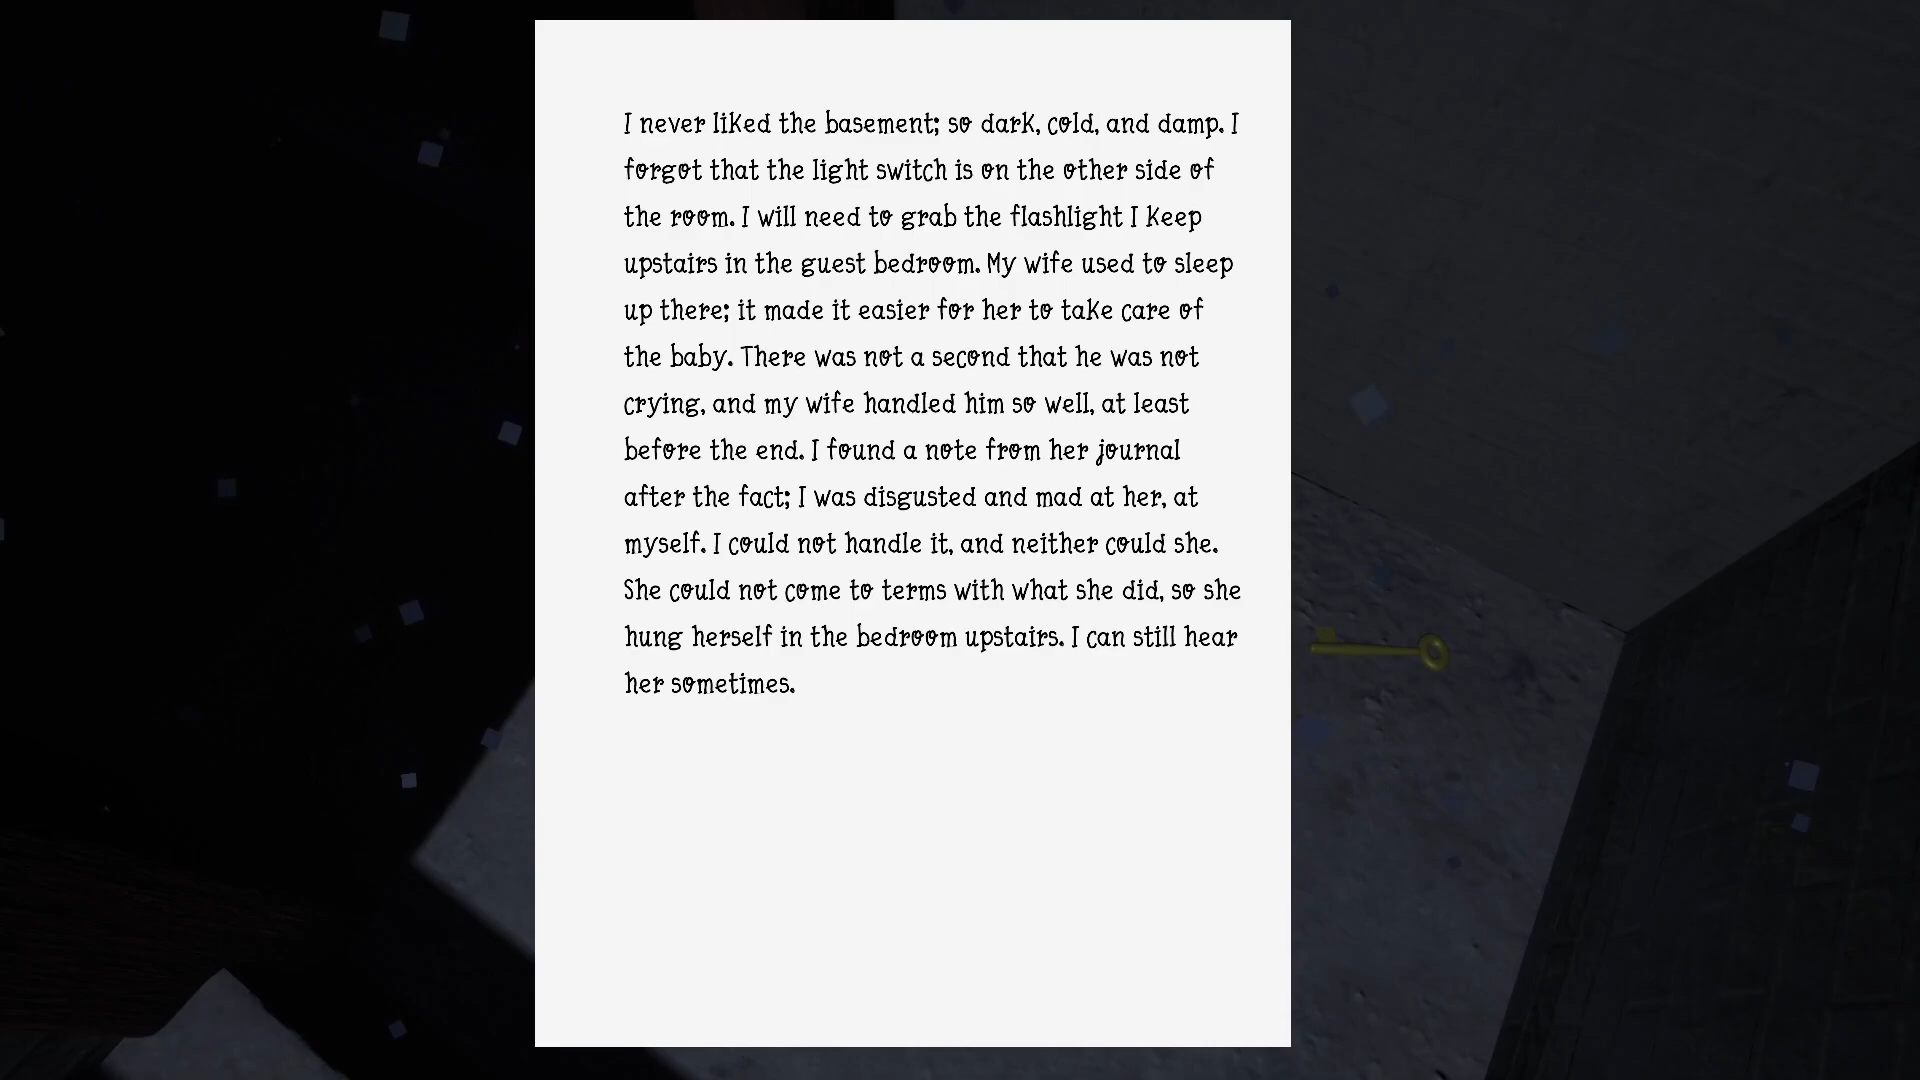 I never liked the basement; so dark, cold, and damp. I
forgot that the light switch is on the other side of
the room. I will need to grab the flashlight I keep
upstairs in the guest bedroom. My wife used to sleep
up there; it made it easier for her to take care of
the baby. There was not a second that he was not
crying, and my wife handled him so well, at least
before the end. I found a note from her journal
after the fact; I was disgusted and mad at her, at
myself. I could not handle it, and neither could she.
She could not come to terms with what she did, so she
hung herself in the bedroom upstairs. I can still hear
her sometimes.